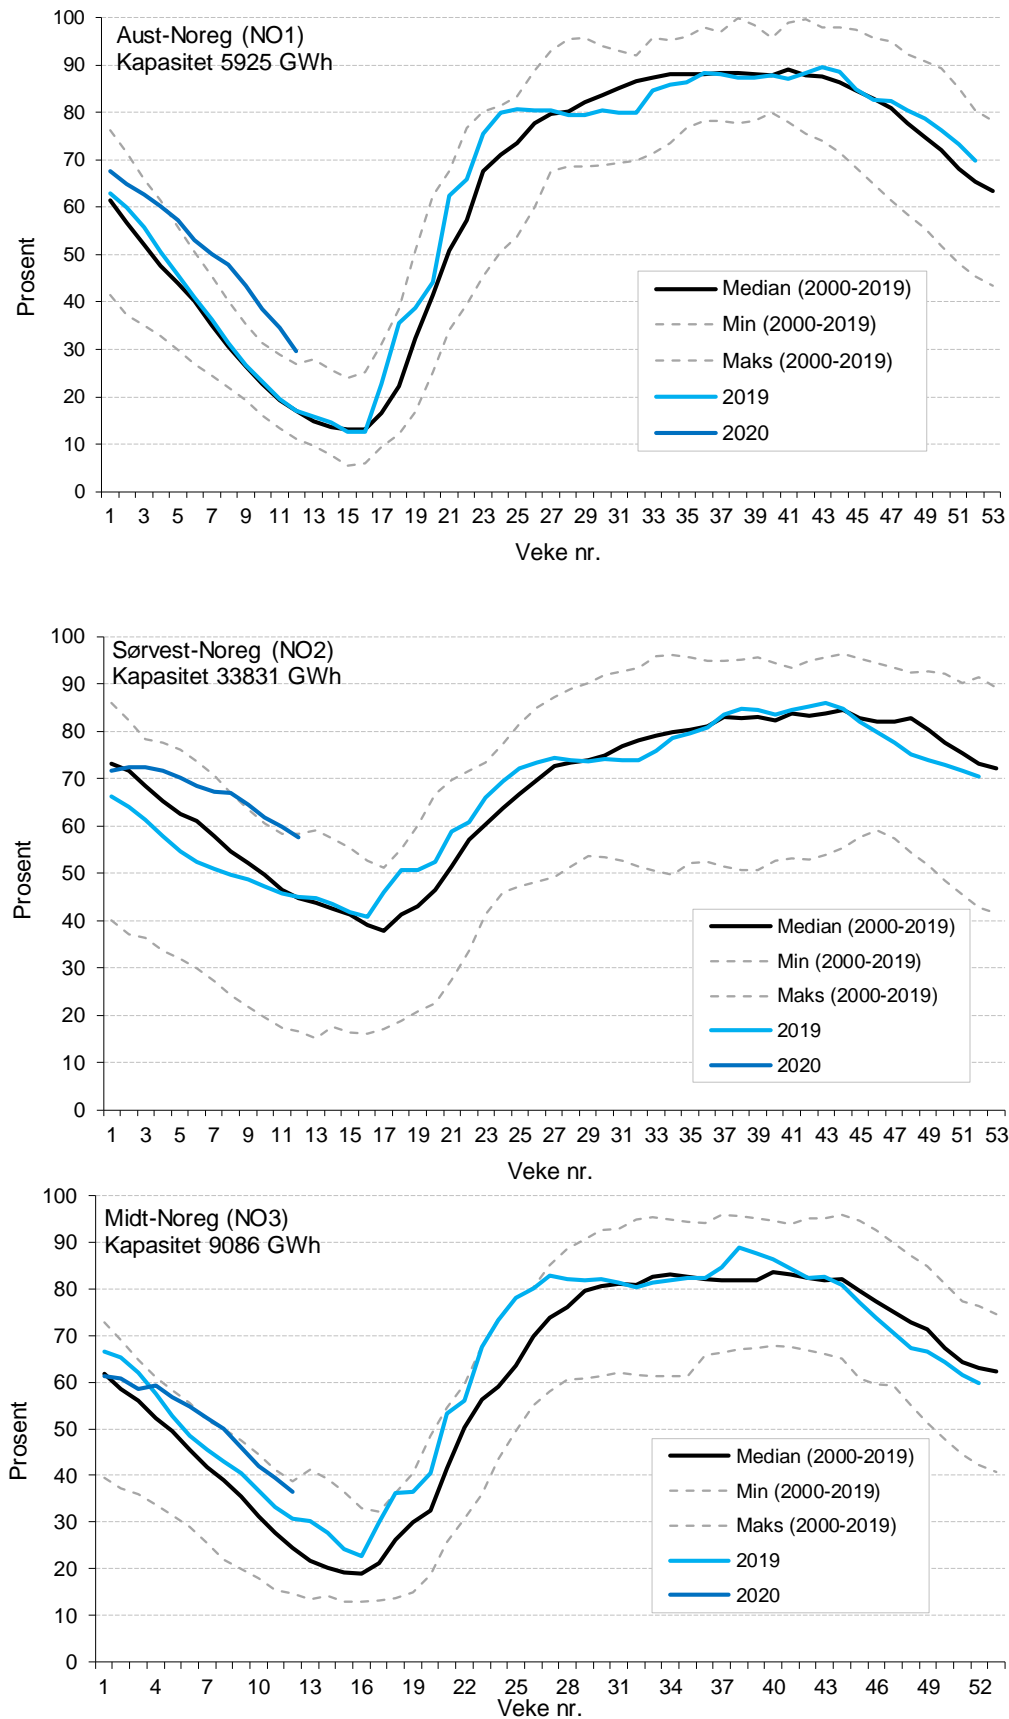 Aust-Noreg (NO1)
Kapasitet 5925 GWh
100
90
80
70
60
50
40
30
20
10
0
Prosent
Median (2000-2019)
Min (2000-2019)
Maks (2000-2019)
2019
2020
1 3 5 7 9 11 13 15 17 19 21 23 25 27 29 31 33 35 37 39 41 43 45 47 49 51 53
Veke nr.
Sørvest-Noreg (NO2)
Kapasitet 33831 GWh
100
90
80
70
60
50
40
30
20
10
0
Prosent
Median (2000-2019)
Min (2000-2019)
Maks (2000-2019)
2019
2020
1 3 5 7 9 11 13 15 17 19 21 23 25 27 29 31 33 35 37 39 41 43 45 47 49 51 53
Veke nr.
Midt-Noreg (NO3)
Kapasitet 9086 GWh
100
90
80
70
60
50
40
30
20
10
0
Prosent
Median (2000-2019)
Min (2000-2019)
Maks (2000-2019)
2019
2020
1 4 7 10 13 16 19 22 25 28 31 34 37 40 43 46 49 52
Veke nr.